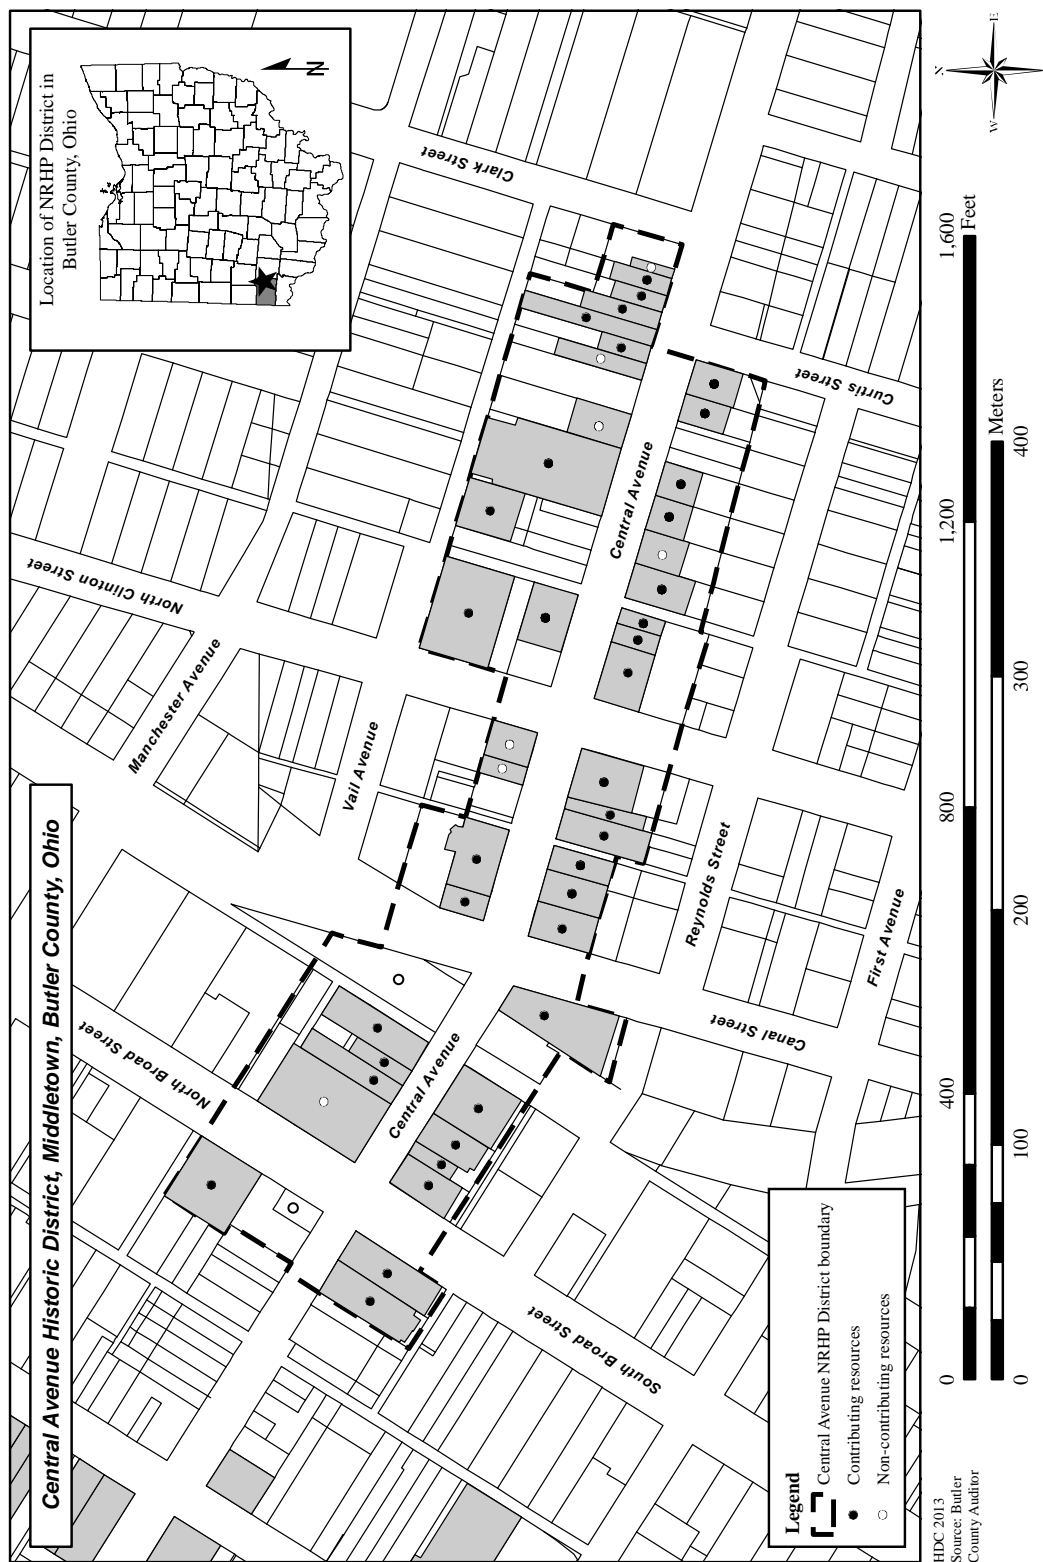 Central Avenue Historic District, Middletown, Butler County, Ohio
Location of NRHP District in
Butler County, Ohio
N
North Clinton Street
Clark Street
Manchester Avenue
Vail Avenue
North Broad Street
Central Avenue
Central Avenue
Curtis Street
Reynolds Street
Canal Street
First Avenue
South Broad Street
Legend
Central Avenue NRHP District boundary
Contributing resources
Non-contributing resources
N
W
E
HDC 2013
Source: Butler
County Auditor
0
400
800
1,200
1,600
Feet
Meters
0
100
200
300
400